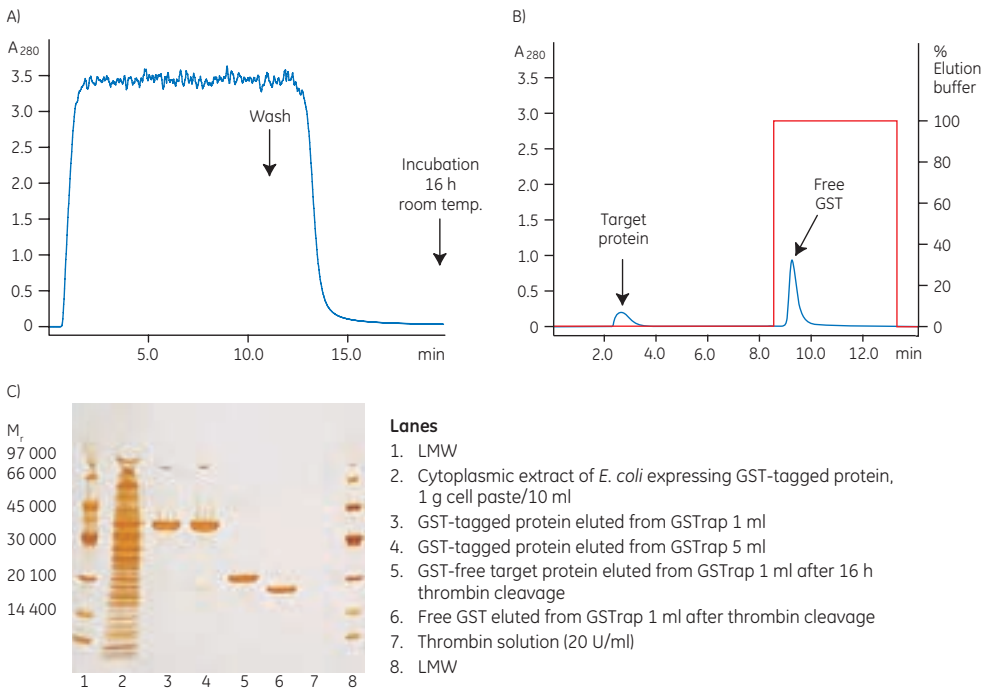 A)
A280
3.5
3.0
2.5
2.0
1.5
1.0
0.5
0
Wash
Incubation
16 h
room temp.
5.0 10.0 15.0 min
B)
A280
3.5
3.0
2.5
2.0
1.5
1.0
0.5
0
Target
protein
Free
GST
%
Elution
buffer
100
80
60
40
20
0
2.0 4.0 6.0 8.0 10.0 12.0 min
C)
Mr
97 000
66 000
45 000
30 000
20 100
14 400
1 2 3 4 5 6 7 8
Lanes
1. LMW
2. Cytoplasmic extract of E. coli expressing GST-tagged protein,
1 g cell paste/10 ml
3. GST-tagged protein eluted from GSTrap 1 ml
4. GST-tagged protein eluted from GSTrap 5 ml
5. GST-free target protein eluted from GSTrap 1 ml after 16 h
thrombin cleavage
6. Free GST eluted from GSTrap 1 ml after thrombin cleavage
7. Thrombin solution (20 U/ml)
8. LMW